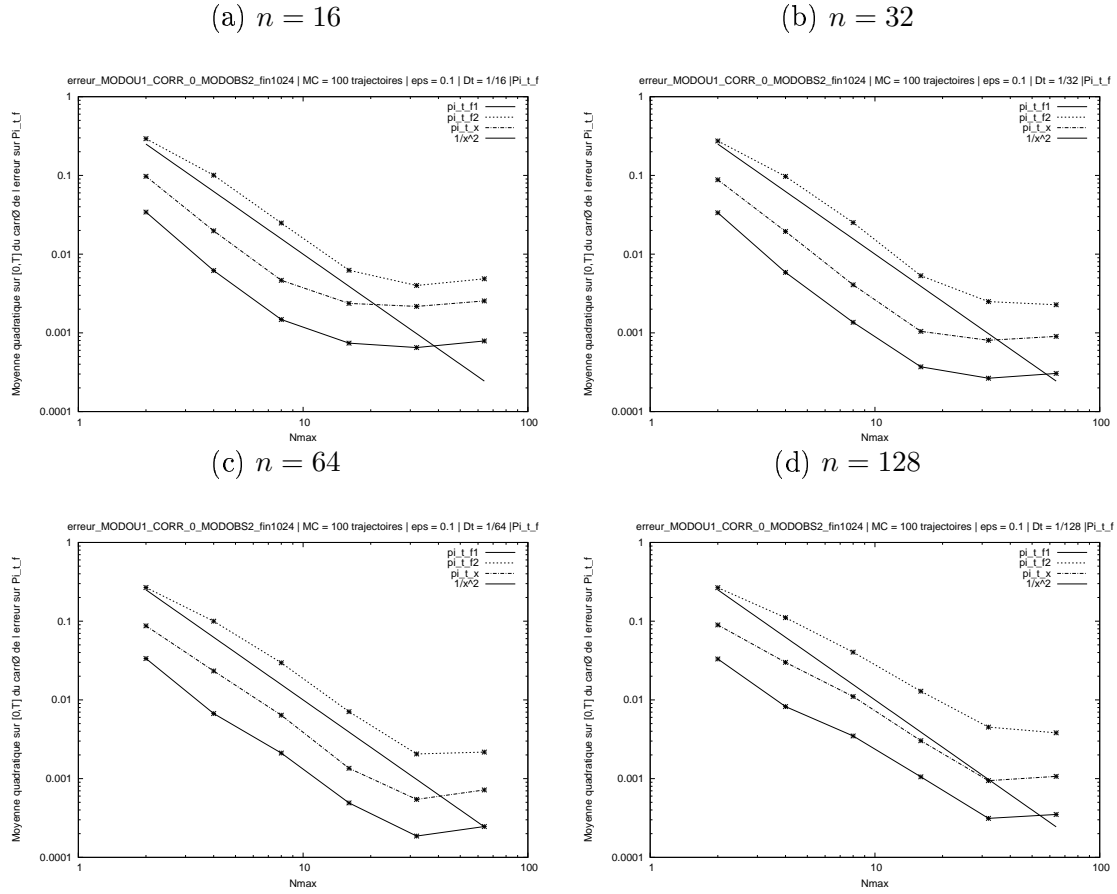 (a) n = 16
erreur_MODOU1_CORR_0_MODOBS2_fin1024 | MC = 100 trajectoires | eps = 0.1 | Dt = 1/16 |Pi_t_f
Moyenne quadratique sur [0,T] du carrØ de l erreur sur Pi_t_f
1
0.1
0.01
0.001
0.0001
pi_t_f1
pi_t_f2
pi_t_x
1/x^2
1
10
100
Nmax
(b) n = 32
erreur_MODOU1_CORR_0_MODOBS2_fin1024 | MC = 100 trajectoires | eps = 0.1 | Dt = 1/32 |Pi_t_f
Moyenne quadratique sur [0,T] du carrØ de l erreur sur Pi_t_f
1
0.1
0.01
0.001
0.0001
pi_t_f1
pi_t_f2
pi_t_x
1/x^2
1
10
100
Nmax
(c) n = 64
erreur_MODOU1_CORR_0_MODOBS2_fin1024 | MC = 100 trajectoires | eps = 0.1 | Dt = 1/64 |Pi_t_f
Moyenne quadratique sur [0,T] du carrØ de l erreur sur Pi_t_f
1
0.1
0.01
0.001
0.0001
pi_t_f1
pi_t_f2
pi_t_x
1/x^2
1
10
100
Nmax
(d) n = 128
erreur_MODOU1_CORR_0_MODOBS2_fin1024 | MC = 100 trajectoires | eps = 0.1 | Dt = 1/128 |Pi_t_f
Moyenne quadratique sur [0,T] du carrØ de l erreur sur Pi_t_f
1
0.1
0.01
0.001
0.0001
pi_t_f1
pi_t_f2
pi_t_x
1/x^2
1
10
100
Nmax